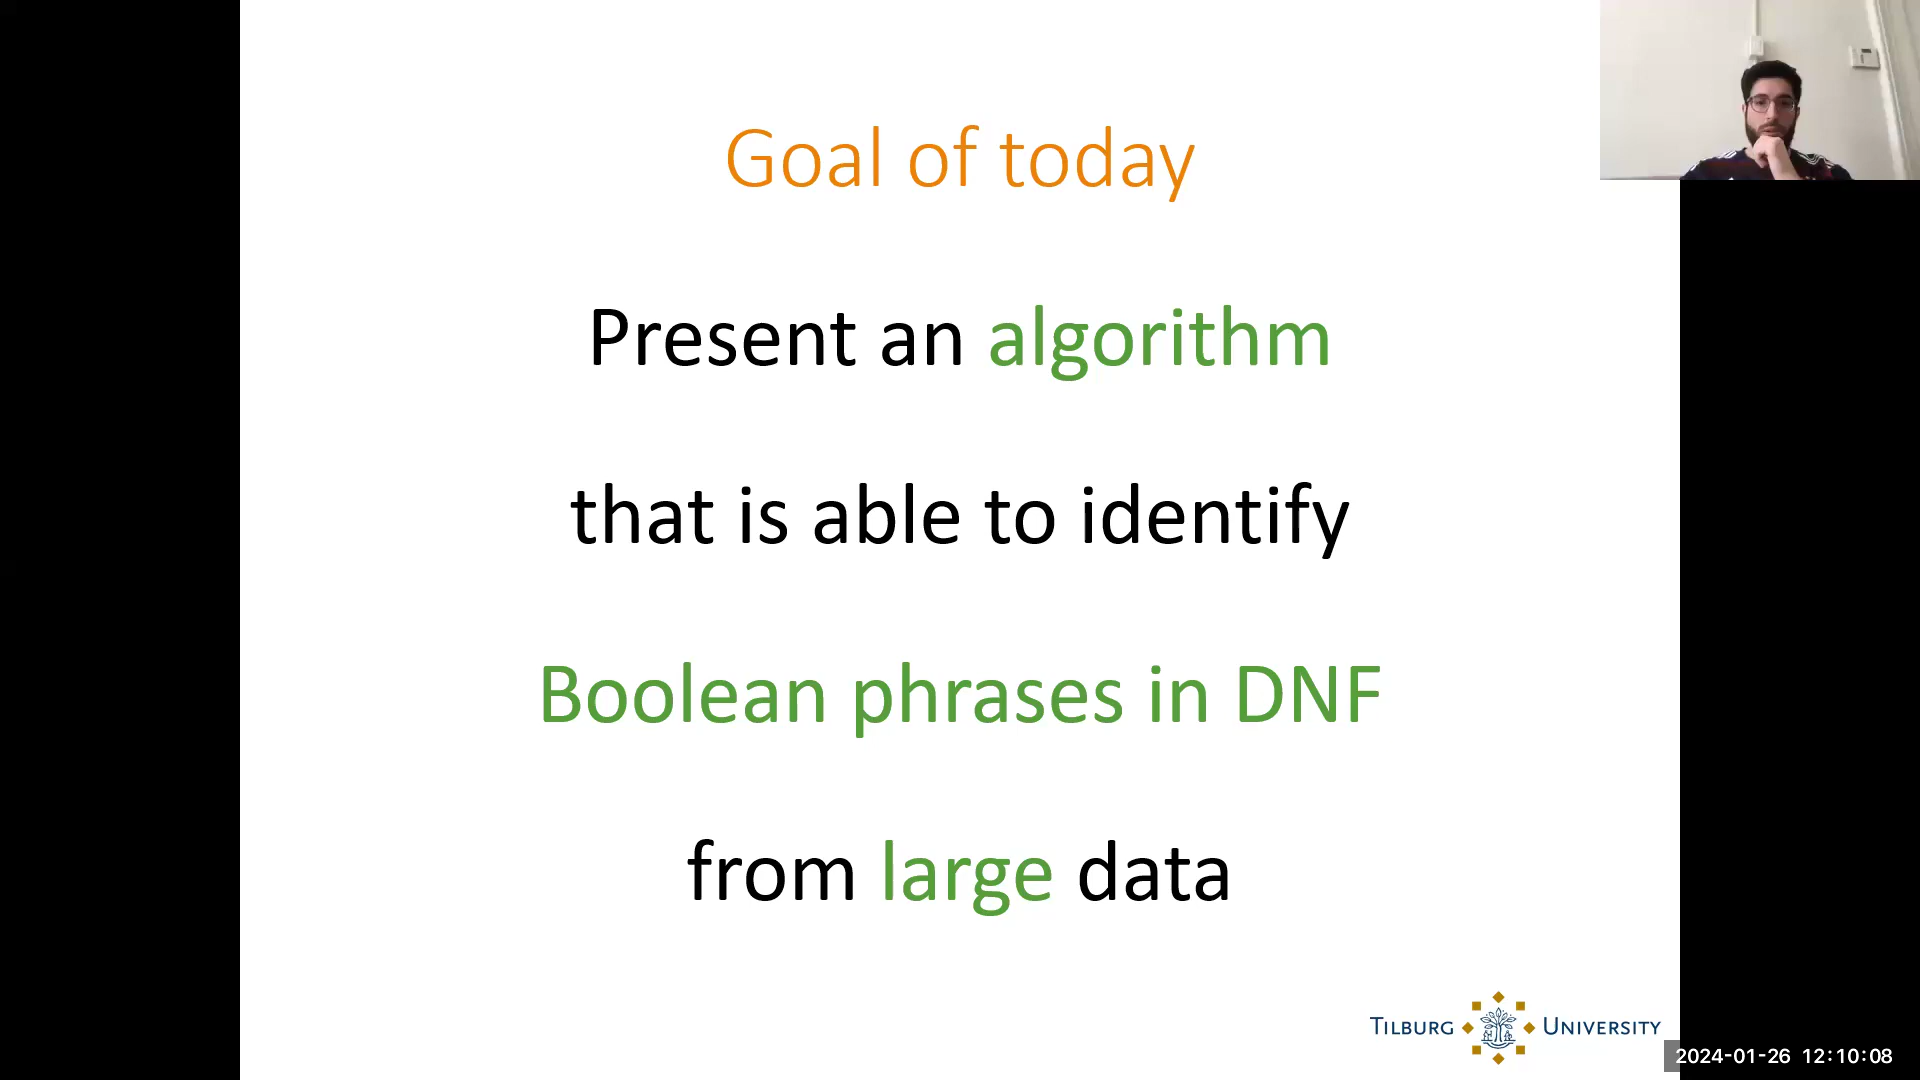 Goal of today
Present an algorithm
that is able to identify
Boolean phrases in DNF
from large data
TILBURG UNIVERSITY
2024-01-26 12:10:08